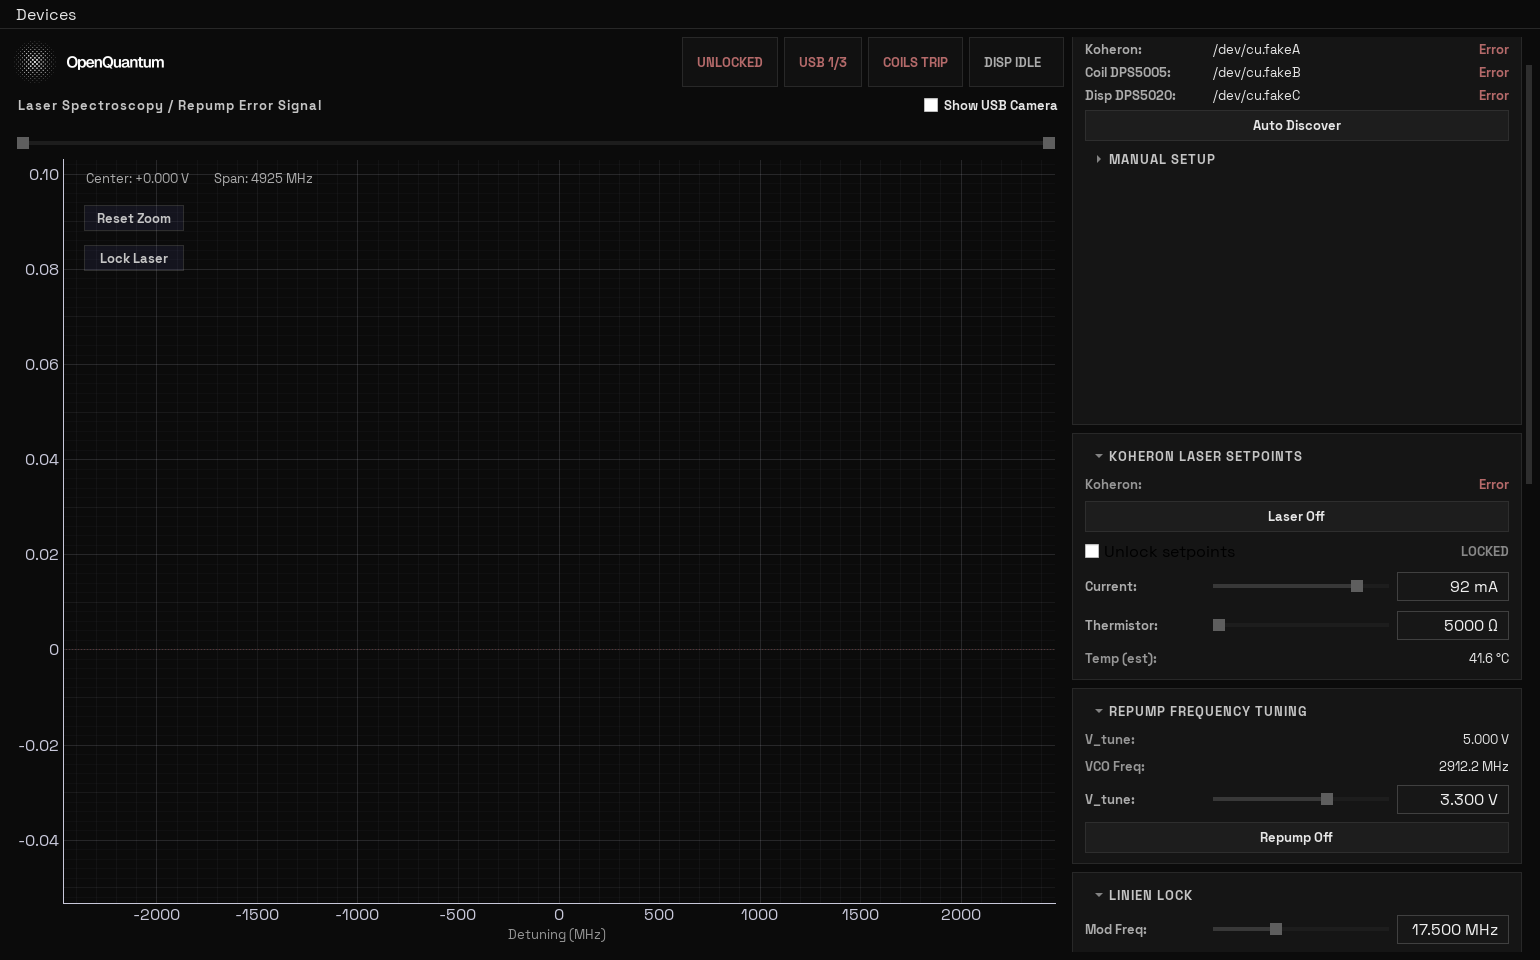 Devices
OpenQuantum
UNLOCKED
USB 1/3
COILS TRIP
DISP IDLE
Laser Spectroscopy / Repump Error Signal
Show USB Camera
Center: +0.000 V
Span: 4925 MHz
Reset Zoom
Lock Laser
0.10
0.08
0.06
0.04
0.02
0
-0.02
-0.04
-2000
-1500
-1000
-500
0
500
1000
1500
2000
Detuning (MHz)
Koheron: /dev/cu.fakeA Error
Coil DPS5005: /dev/cu.fakeB Error
Disp DPS5020: /dev/cu.fakeC Error
Auto Discover
MANUAL SETUP
KOHERON LASER SETPOINTS
Koheron: Error
Laser Off
Unlock setpoints LOCKED
Current: 92 mA
Thermistor: 5000 Ω
Temp (est): 41.6 °C
REPUMP FREQUENCY TUNING
V_tune: 5.000 V
VCO Freq: 2912.2 MHz
V_tune: 3.300 V
Repump Off
LINIEN LOCK
Mod Freq: 17.500 MHz